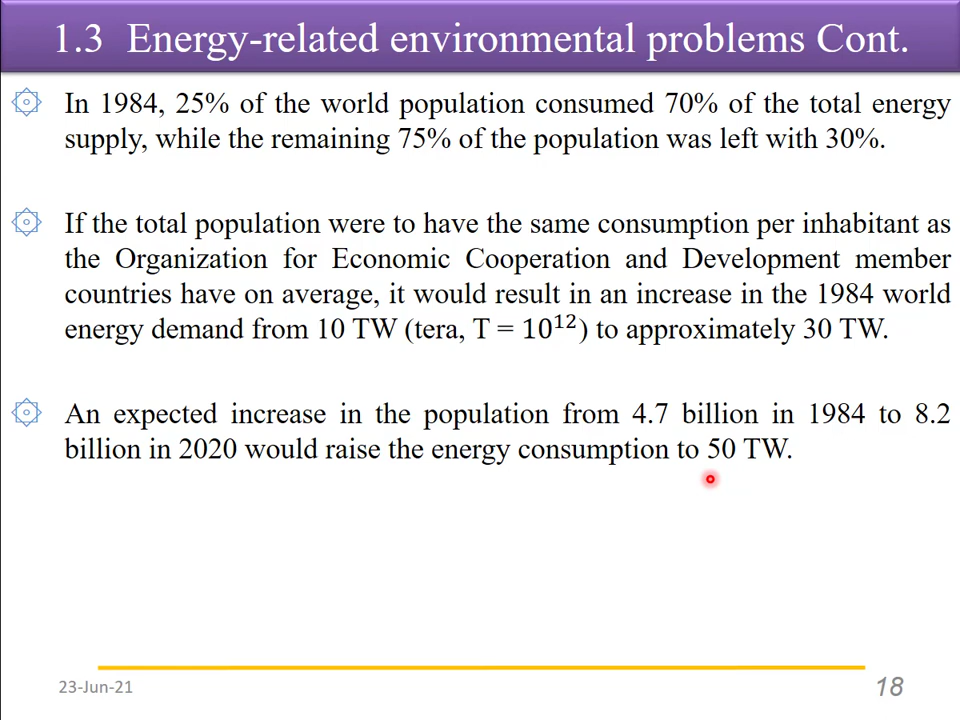 1.3 Energy-related environmental problems Cont.
In 1984, 25% of the world population consumed 70% of the total energy
supply, while the remaining 75% of the population was left with 30%.
If the total population were to have the same consumption per inhabitant as
the Organization for Economic Cooperation and Development member
countries have on average, it would result in an increase in the 1984 world
energy demand from 10 TW (tera, T = 10¹²) to approximately 30 TW.
An expected increase in the population from 4.7 billion in 1984 to 8.2
billion in 2020 would raise the energy consumption to 50 TW.
23-Jun-21
18